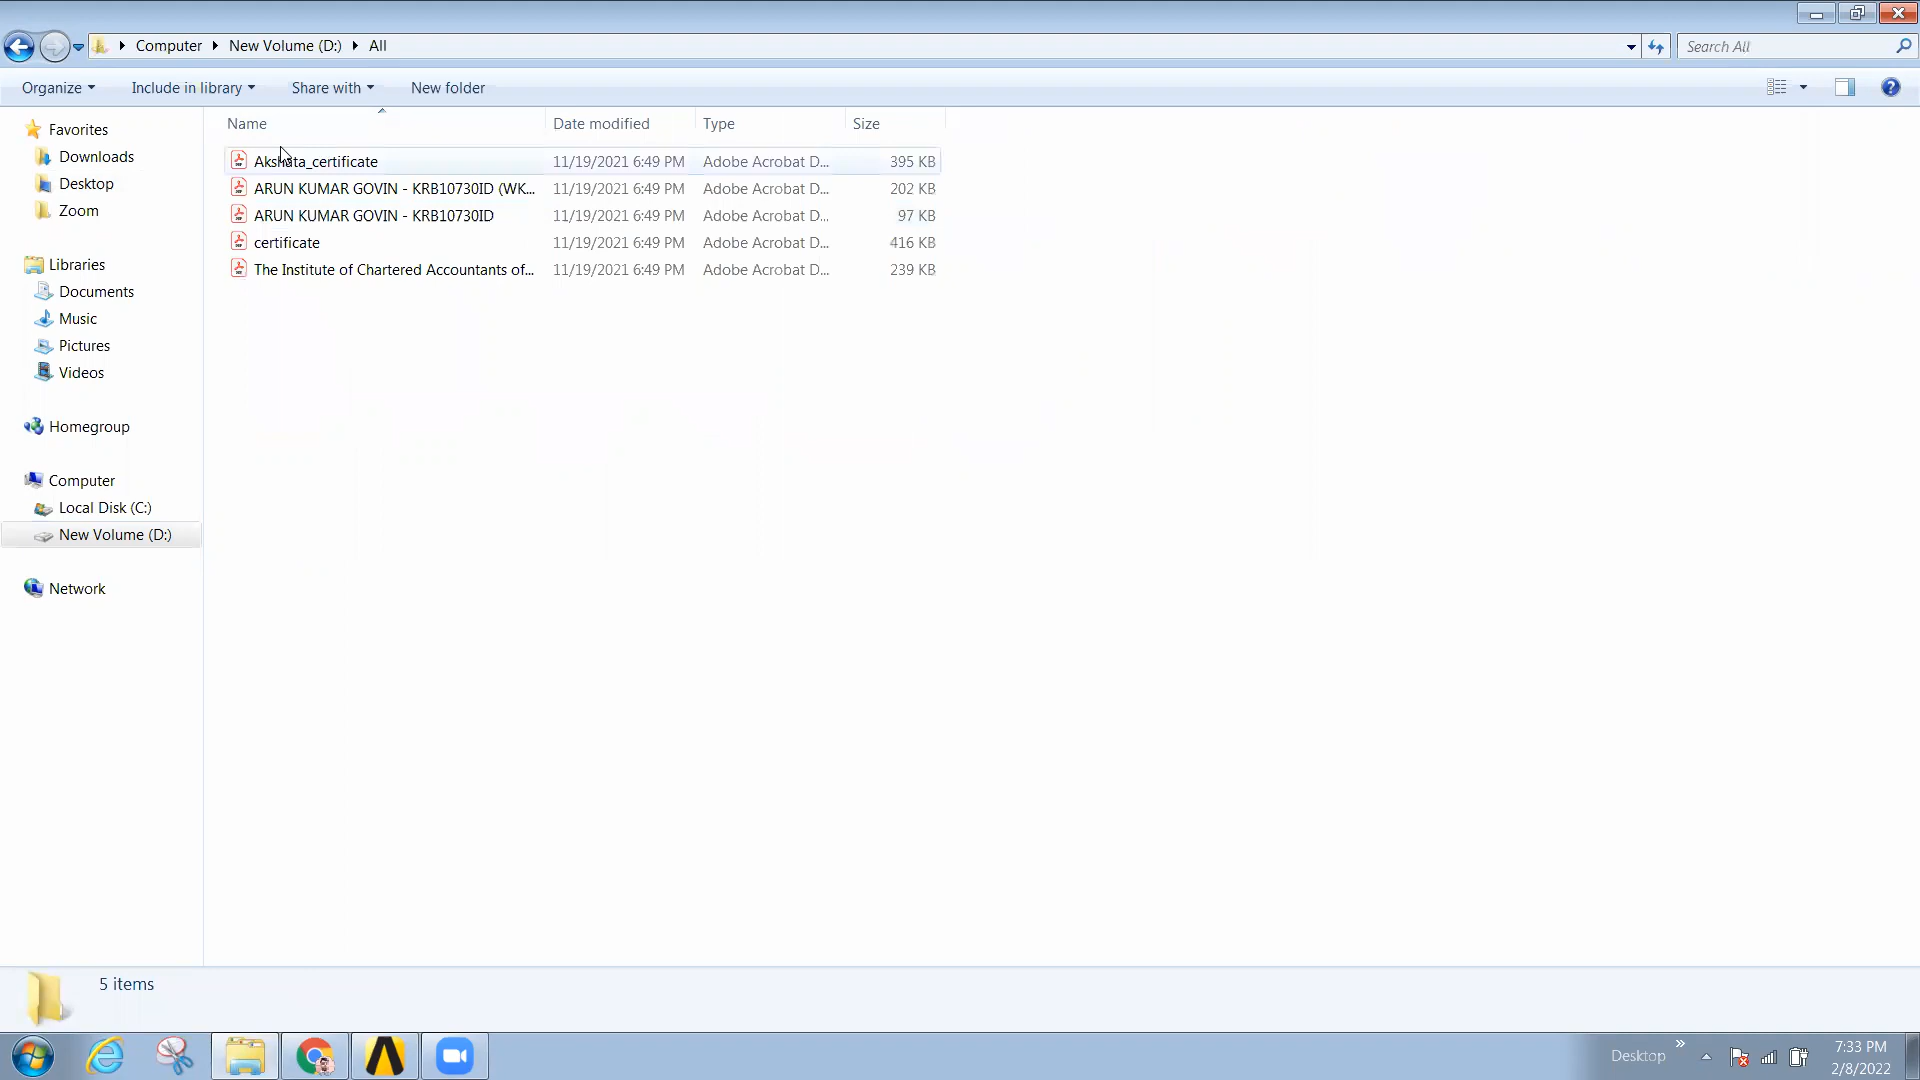 Computer ▸ New Volume (D:) ▸ All
Search All
Organize Include in library Share with New folder
Name Date modified Type Size
Akshata_certificate 11/19/2021 6:49 PM Adobe Acrobat D... 395 KB
ARUN KUMAR GOVIN - KRB10730ID (WK... 11/19/2021 6:49 PM Adobe Acrobat D... 202 KB
ARUN KUMAR GOVIN - KRB10730ID 11/19/2021 6:49 PM Adobe Acrobat D... 97 KB
certificate 11/19/2021 6:49 PM Adobe Acrobat D... 416 KB
The Institute of Chartered Accountants of... 11/19/2021 6:49 PM Adobe Acrobat D... 239 KB
Favorites
Downloads
Desktop
Zoom
Libraries
Documents
Music
Pictures
Videos
Homegroup
Computer
Local Disk (C:)
New Volume (D:)
Network
5 items
Desktop »
7:33 PM
2/8/2022